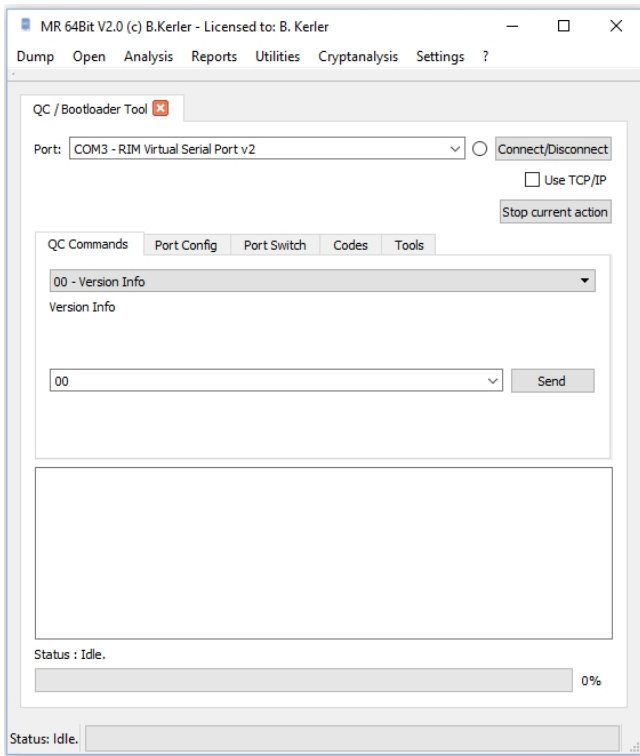 MR 64Bit V2.0 (c) B.Kerler - Licensed to: B. Kerler
Dump Open Analysis Reports Utilities Cryptanalysis Settings ?
QC / Bootloader Tool
Port: COM3 - RIM Virtual Serial Port v2 Connect/Disconnect
Use TCP/IP
Stop current action
QC Commands Port Config Port Switch Codes Tools
00 - Version Info
Version Info
00 Send
Status : Idle.
0%
Status: Idle.